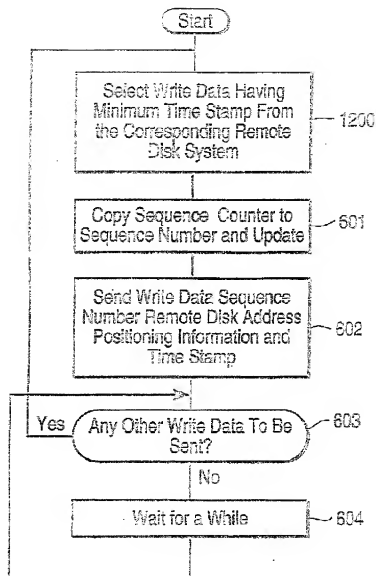 Start
Select Write Data Having
Minimum Time Stamp From
the Corresponding Remote
Disk System
1200
Copy Sequence Counter to
Sequence Number and Update
601
Send Write Data Sequence
Number Remote Disk Address
Positioning Information and
Time Stamp
602
Yes
Any Other Write Data To Be
Sent?
603
No
Wait for a While
604